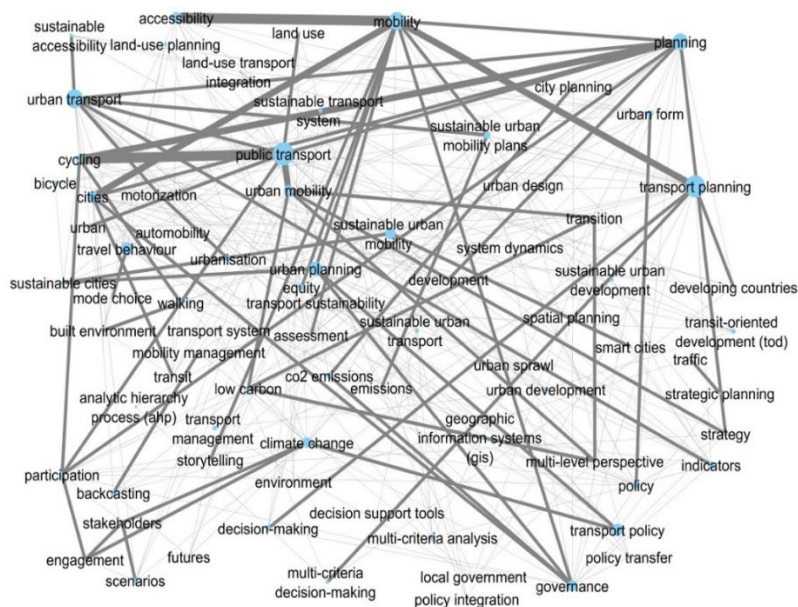 sustainable
accessibility
accessibility
land-use planning
land use
mobility
planning
land-use transport
integration
urban transport
sustainable transport
system
city planning
urban form
sustainable urban
mobility plans
cycling
public transport
bicycle
cities
motorization
urban mobility
urban design
transport planning
urban
automobility
travel behaviour
sustainable urban
mobility
transition
system dynamics
urbanisation
sustainable cities
urban planning
development
sustainable urban
development
developing countries
mode choice
walking
equity
transport sustainability
built environment
transport system
assessment
sustainable urban
transport
spatial planning
transit-oriented
development (tod)
mobility management
smart cities
traffic
transit
low carbon
co2 emissions
emissions
urban sprawl
urban development
strategic planning
analytic hierarchy
process (ahp)
transport
management
geographic
information systems
(gis)
climate change
strategy
storytelling
multi-level perspective
indicators
participation
backcasting
environment
policy
stakeholders
decision support tools
decision-making
multi-criteria analysis
transport policy
engagement
futures
scenarios
multi-criteria
decision-making
local government
policy integration
policy transfer
governance